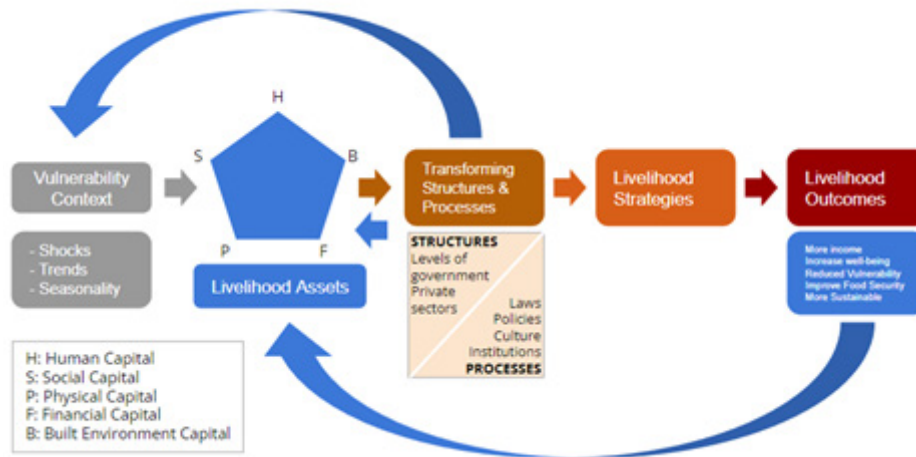 H
S
B
P
F
Vulnerability
Context
- Shocks
- Trends
- Seasonality
Livelihood Assets
Transforming
Structures &
Processes
STRUCTURES
Levels of
government
Private
sectors
Laws
Policies
Culture
Institutions
PROCESSES
Livelihood
Strategies
Livelihood
Outcomes
More income
Increase well-being
Reduced Vulnerability
Improve Food Security
More Sustainable
H: Human Capital
S: Social Capital
P: Physical Capital
F: Financial Capital
B: Built Environment Capital